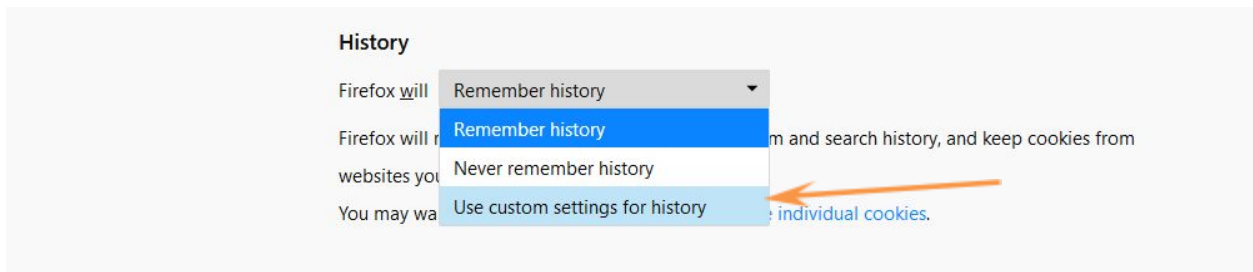 History
Firefox will Remember history
Remember history
Firefox will m and search history, and keep cookies from
Never remember history
websites you
Use custom settings for history
You may wa individual cookies.